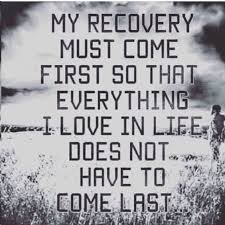 MY RECOVERY
MUST COME
FIRST SO THAT
EVERYTHING
I LOVE IN LIFE
DOES NOT
HAVE TO
COME LAST